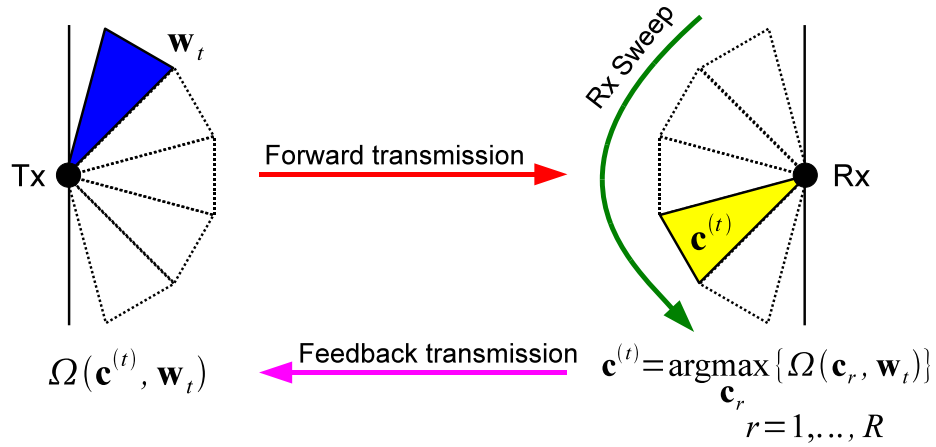 w_t
Rx Sweep
Tx
Forward transmission
Rx
c^(t)
Feedback transmission
Ω(c^(t), w_t)
c^(t)=argmax{Ω(c_r, w_t)}
c_r
r=1,..., R